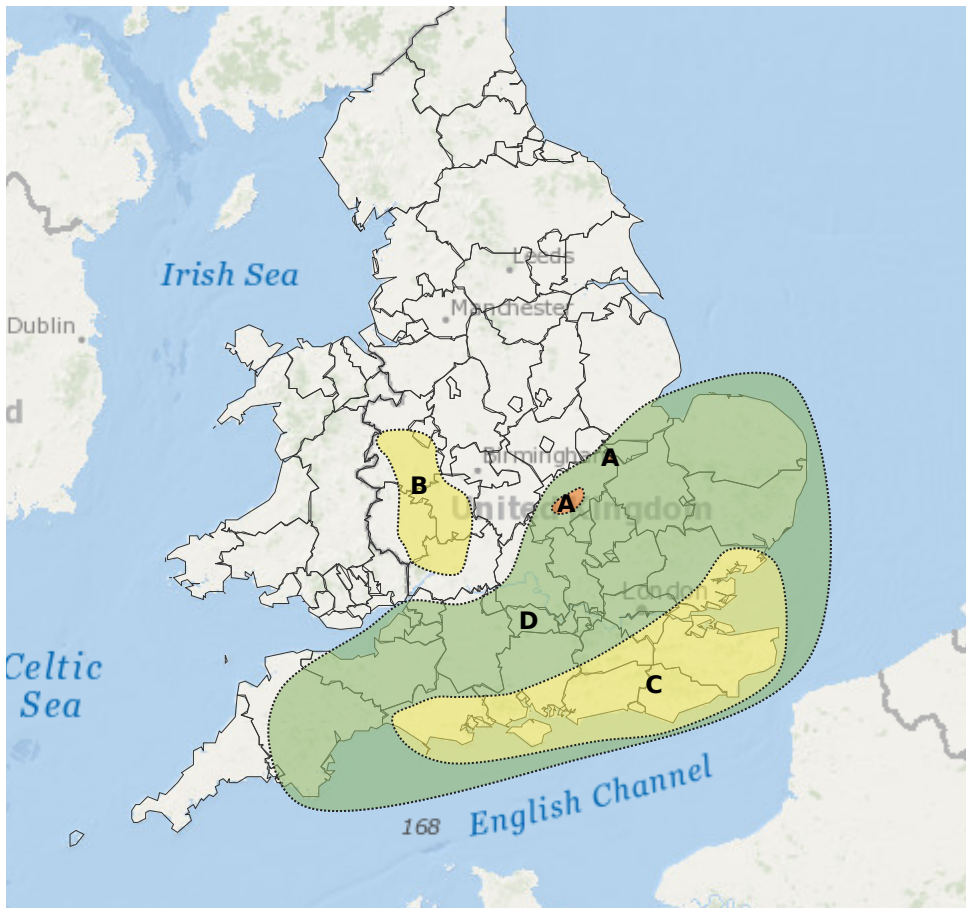 Leeds
Irish Sea
Manchester
Dublin
d
Birmingham
A
B
A
United Kingdom
London
D
Celtic
Sea
C
English Channel
168